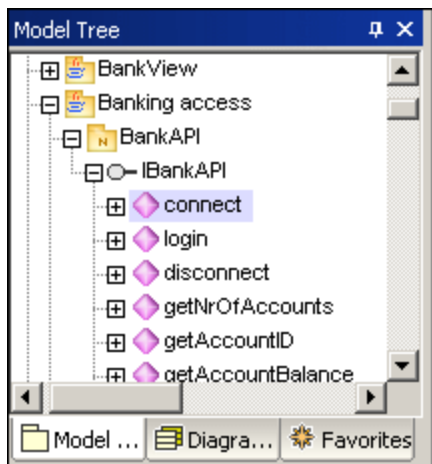 Model Tree
BankView
Banking access
N BankAPI
IBankAPI
connect
login
disconnect
getNrOfAccounts
getAccountID
getAccountBalance
Model ... Diagra... Favorites